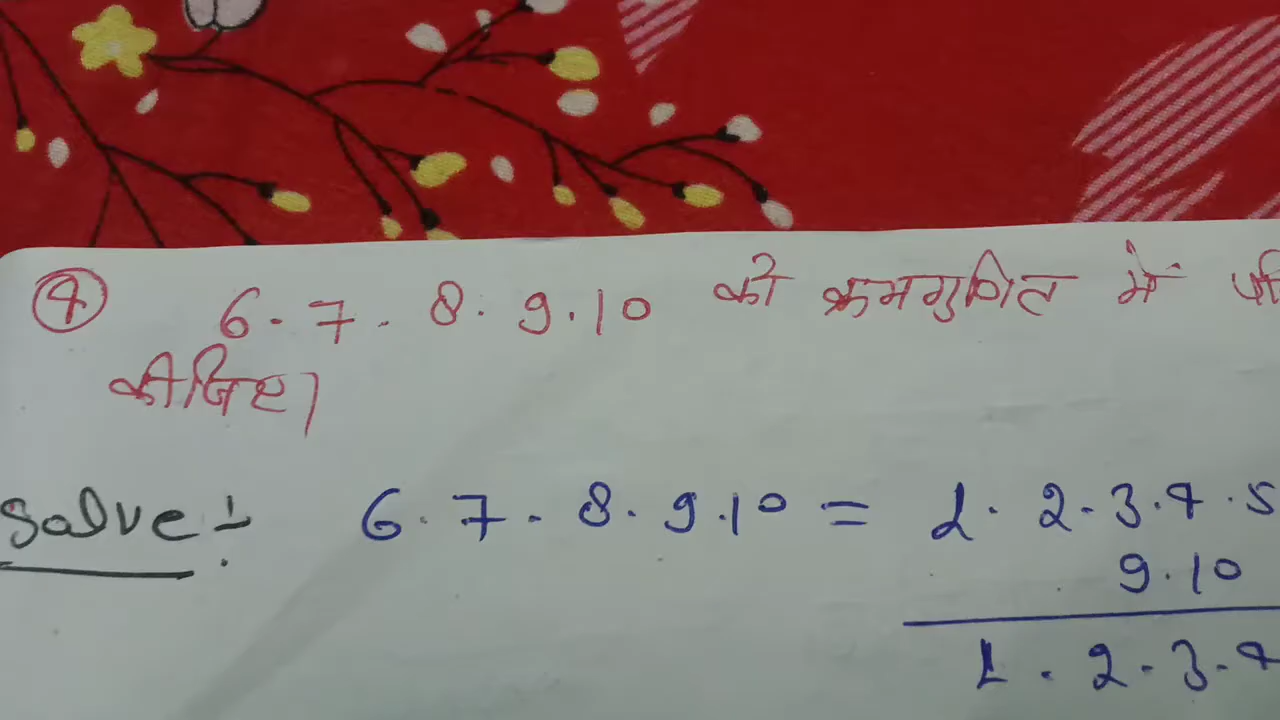 ④ 6.7.8.9.10 को क्रमगुणित में
कीजिए।
Solve :- 6.7.8.9.10 = 1.2.3.4.5
9.10
1.2.3.4